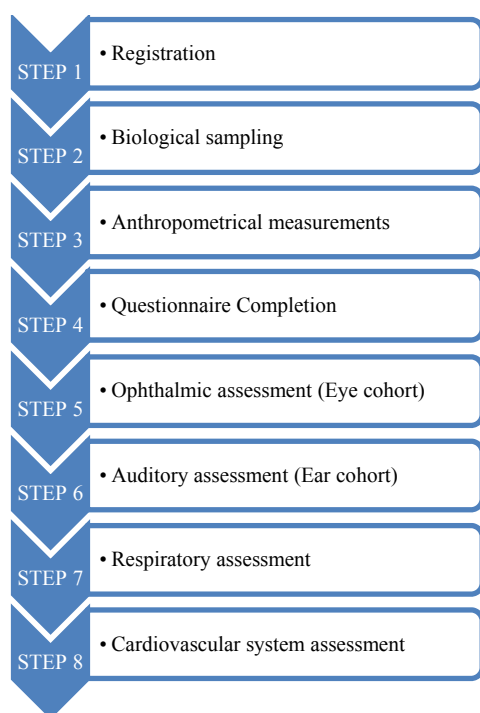 STEP 1
• Registration
STEP 2
• Biological sampling
STEP 3
• Anthropometrical measurements
STEP 4
• Questionnaire Completion
STEP 5
• Ophthalmic assessment (Eye cohort)
STEP 6
• Auditory assessment (Ear cohort)
STEP 7
• Respiratory assessment
STEP 8
• Cardiovascular system assessment